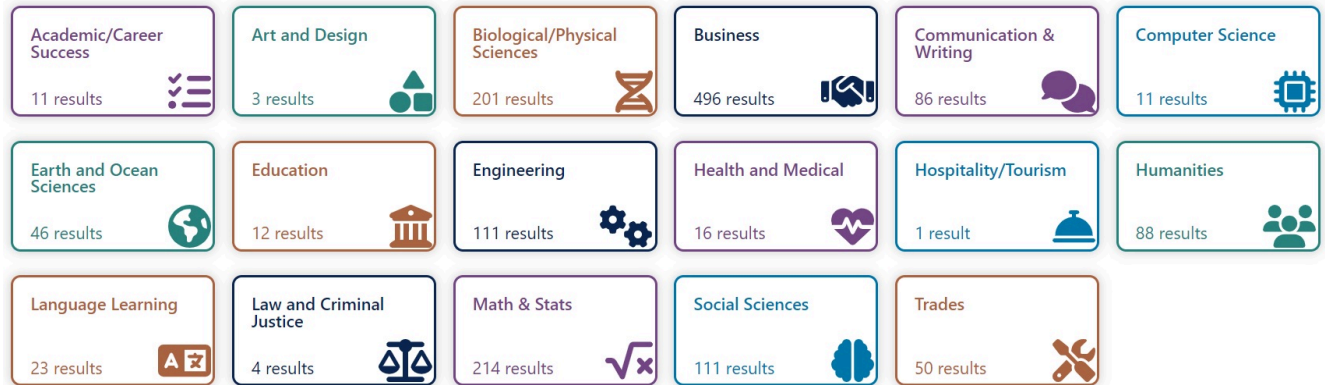 Academic/Career
Success
11 results
Art and Design
3 results
Biological/Physical
Sciences
201 results
Business
496 results
Communication &
Writing
86 results
Computer Science
11 results
Earth and Ocean
Sciences
46 results
Education
12 results
Engineering
111 results
Health and Medical
16 results
Hospitality/Tourism
1 result
Humanities
88 results
Language Learning
23 results
A 文
Law and Criminal
Justice
4 results
Math & Stats
214 results
√x
Social Sciences
111 results
Trades
50 results